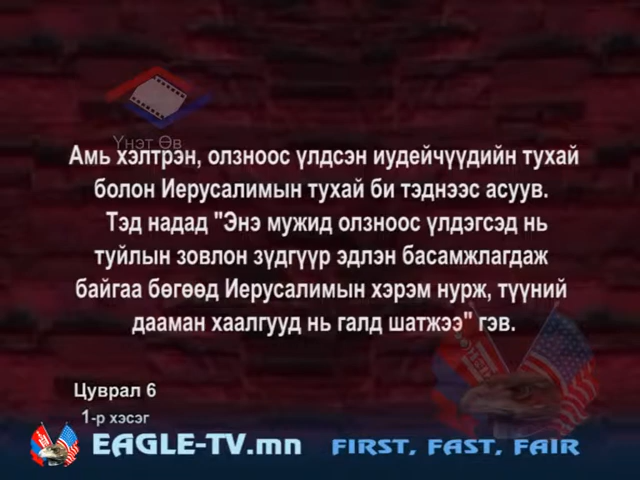 Үнэт Өв
Амь хэлтрэн, олзноос үлдсэн иудейчүүдийн тухай
болон Иерусалимын тухай би тэднээс асуув.
Тэд надад "Энэ мужид олзноос үлдэгсэд нь
туйлын зовлон зүдгүүр эдлэн басамжлагдаж
байгаа бөгөөд Иерусалимын хэрэм нурж, түүний
дааман хаалгууд нь галд шатжээ" гэв.
Цуврал 6
1-р хэсэг
EAGLE-TV.mn FIRST, FAST, FAIR